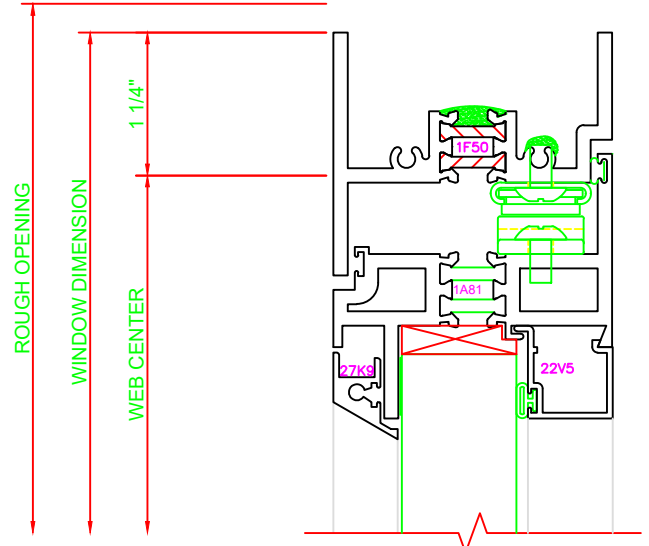 ROUGH OPENING
WINDOW DIMENSION
1 1/4"
WEB CENTER
1F50
1A81
27K9
22V5